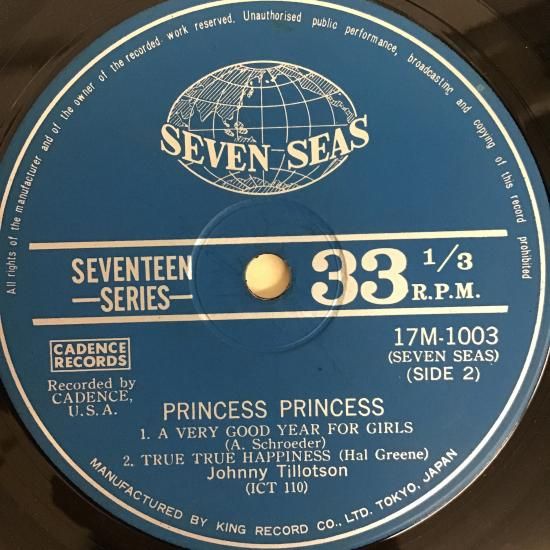 All rights of the manufacturer and of the owner of the recorded work reserved. Unauthorised public performance, broadcasting and copying of this record prohibited
SEVEN SEAS
SEVENTEEN
—SERIES—
33 1/3
R.P.M.
17M-1003
(SEVEN SEAS)
(SIDE 2)
CADENCE
RECORDS
Recorded by
CADENCE,
U.S.A.
PRINCESS PRINCESS
1. A VERY GOOD YEAR FOR GIRLS
(A. Schroeder)
2. TRUE TRUE HAPPINESS (Hal Greene)
Johnny Tillotson
(ICT 110)
MANUFACTURED BY KING RECORD CO., LTD. TOKYO, JAPAN